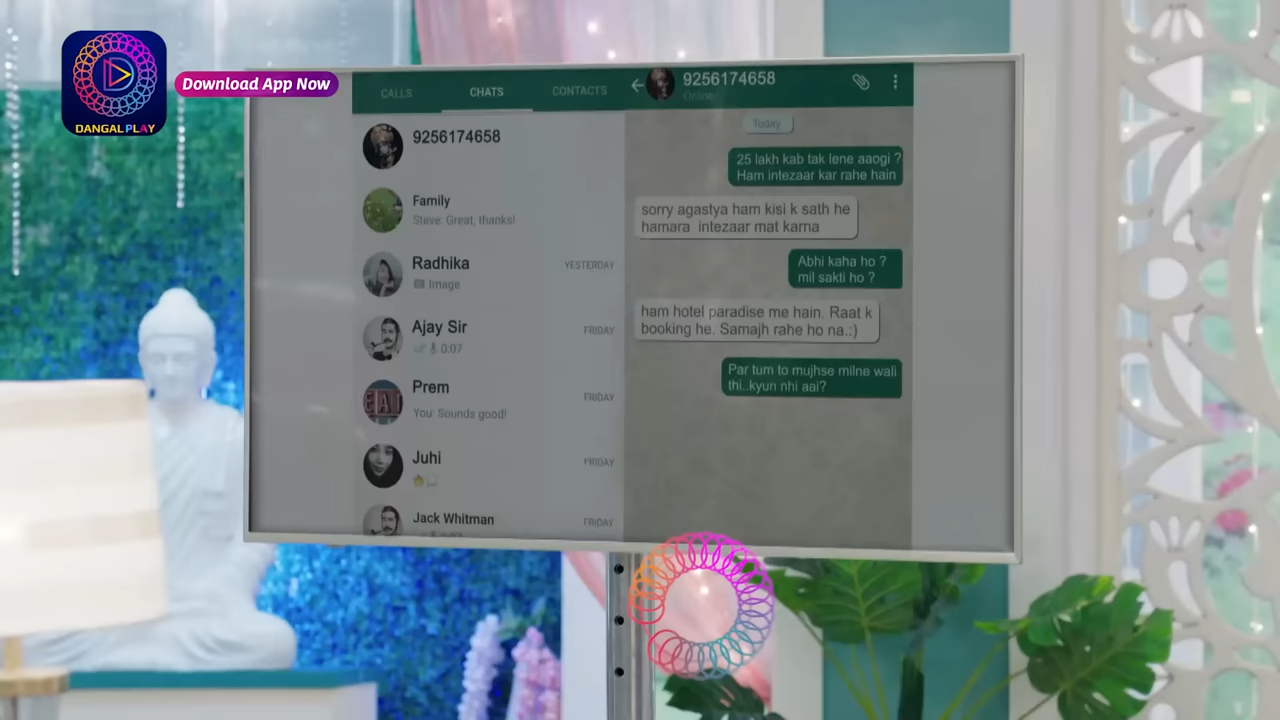 DANGAL PLAY
Download App Now
CALLS
CHATS
CONTACTS
9256174658
Family
Steve: Great, thanks!
Radhika
YESTERDAY
Image
Ajay Sir
FRIDAY
0:07
Prem
FRIDAY
You: Sounds good!
Juhi
FRIDAY
Jack Whitman
FRIDAY
9256174658
Online
Today
25 lakh kab tak lene aaogi ?
Ham intezaar kar rahe hain
sorry agastya ham kisi k sath he
hamara intezaar mat karna
Abhi kaha ho ?
mil sakti ho ?
ham hotel paradise me hain. Raat k
booking he. Samajh rahe ho na.:)
Par tum to mujhse milne wali
thi..kyun nhi aai?